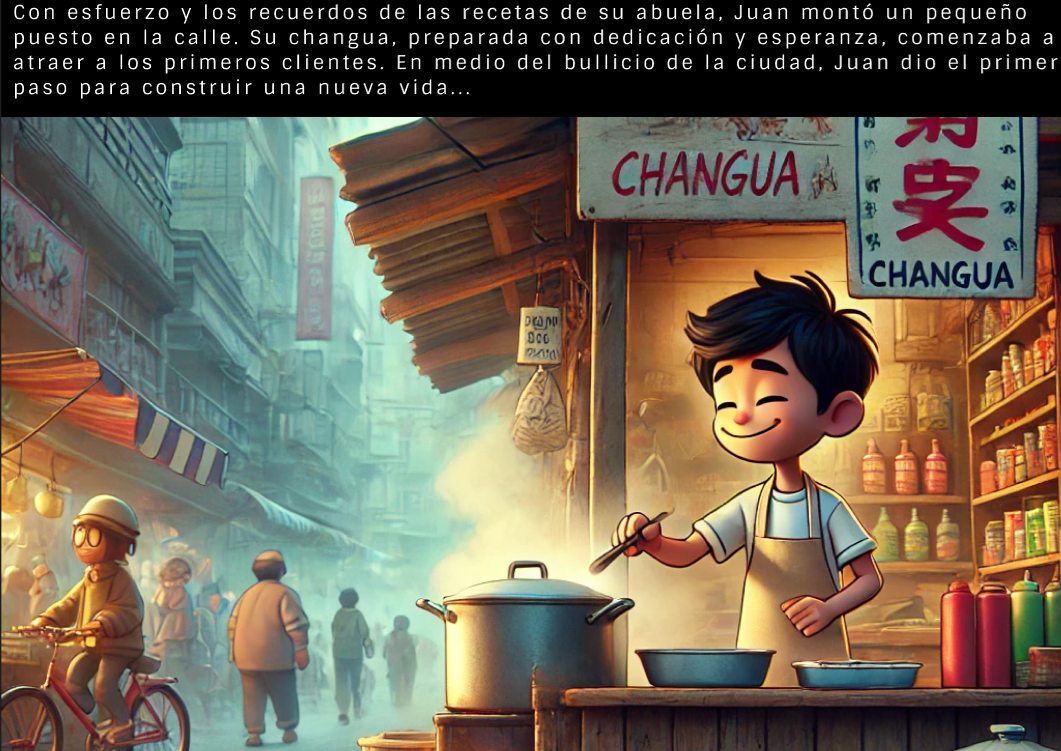 Con esfuerzo y los recuerdos de las recetas de su abuela, Juan montó un pequeño
puesto en la calle. Su changua, preparada con dedicación y esperanza, comenzaba a
atraer a los primeros clientes. En medio del bullicio de la ciudad, Juan dio el primer
paso para construir una nueva vida...
CHANGUA
CHANGUA